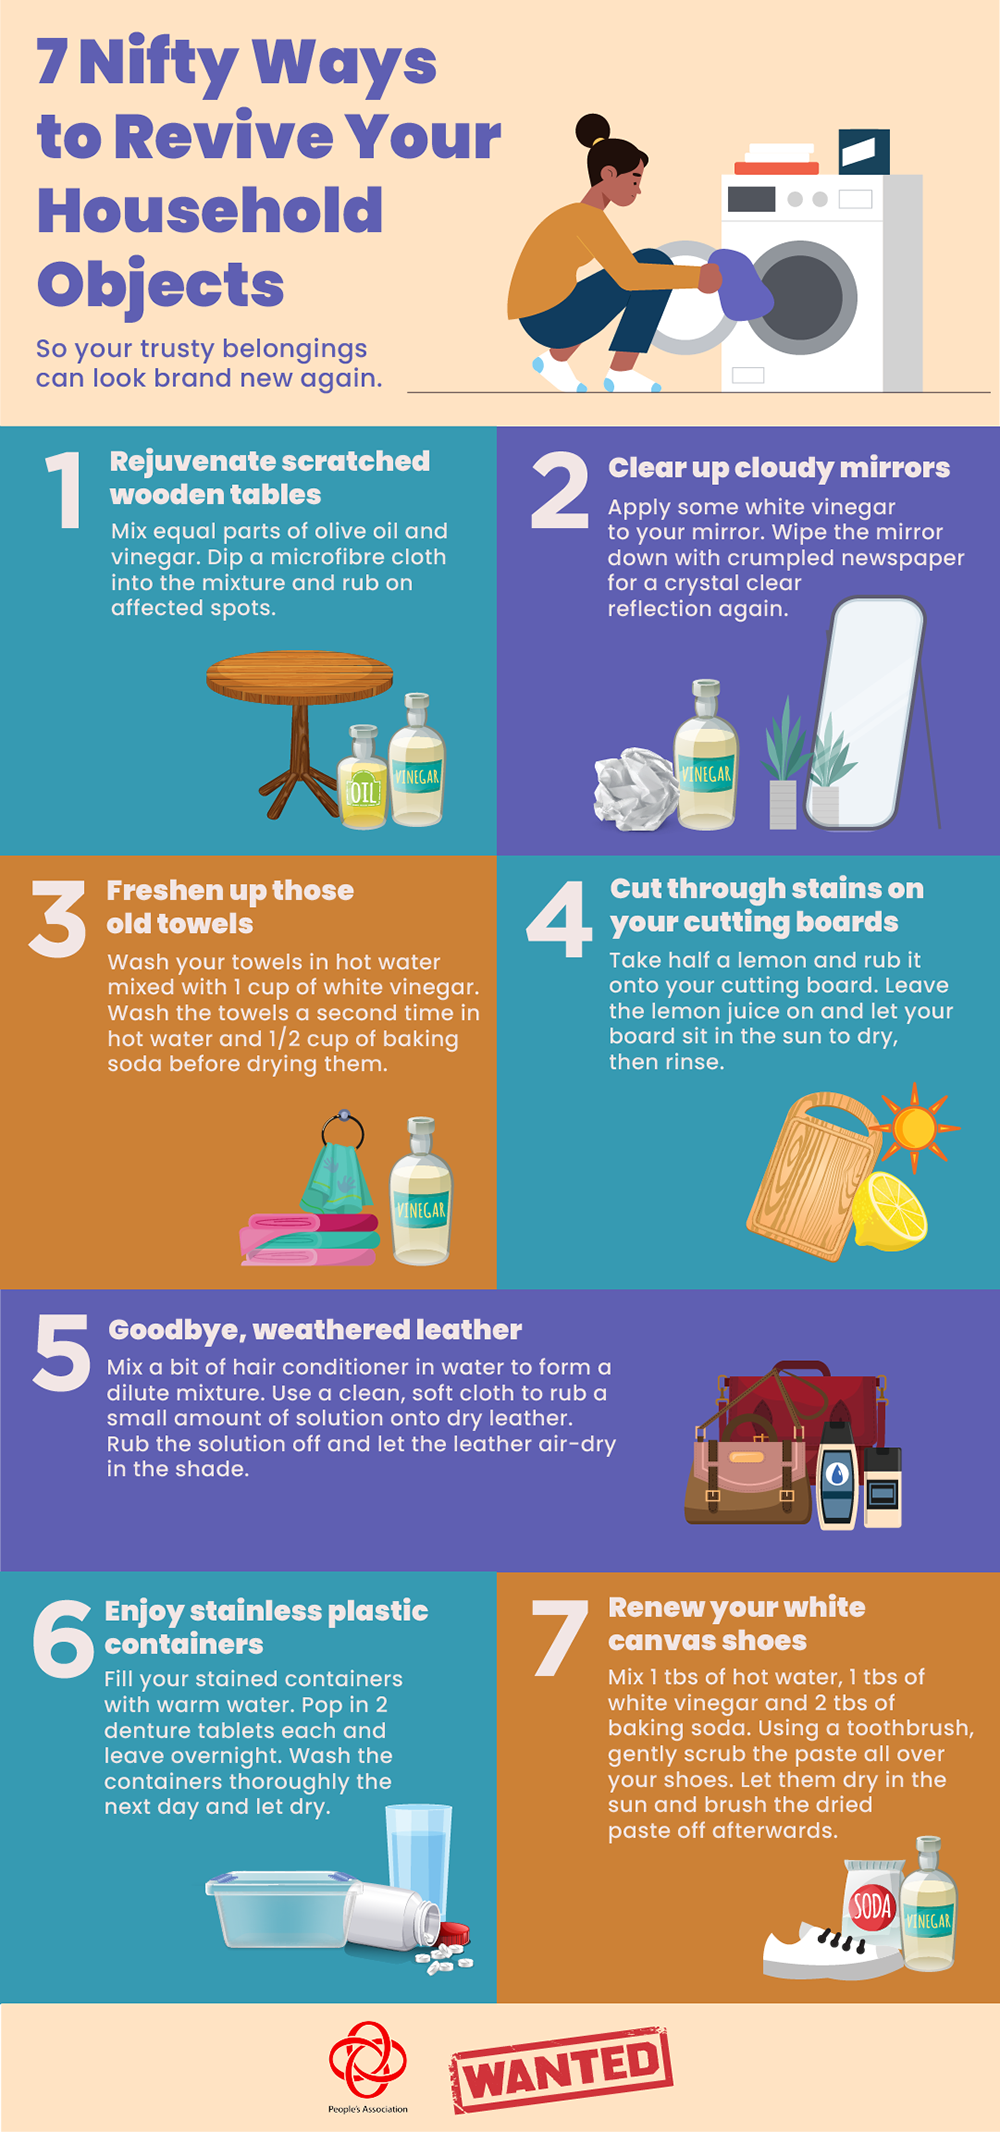 7 Nifty Ways
to Revive Your
Household
Objects
So your trusty belongings
can look brand new again.
1
Rejuvenate scratched
wooden tables
Mix equal parts of olive oil and
vinegar. Dip a microfibre cloth
into the mixture and rub on
affected spots.
OIL
VINEGAR
2
Clear up cloudy mirrors
Apply some white vinegar
to your mirror. Wipe the mirror
down with crumpled newspaper
for a crystal clear
reflection again.
VINEGAR
3
Freshen up those
old towels
Wash your towels in hot water
mixed with 1 cup of white vinegar.
Wash the towels a second time in
hot water and 1/2 cup of baking
soda before drying them.
VINEGAR
4
Cut through stains on
your cutting boards
Take half a lemon and rub it
onto your cutting board. Leave
the lemon juice on and let your
board sit in the sun to dry,
then rinse.
5
Goodbye, weathered leather
Mix a bit of hair conditioner in water to form a
dilute mixture. Use a clean, soft cloth to rub a
small amount of solution onto dry leather.
Rub the solution off and let the leather air-dry
in the shade.
6
Enjoy stainless plastic
containers
Fill your stained containers
with warm water. Pop in 2
denture tablets each and
leave overnight. Wash the
containers thoroughly the
next day and let dry.
7
Renew your white
canvas shoes
Mix 1 tbs of hot water, 1 tbs of
white vinegar and 2 tbs of
baking soda. Using a toothbrush,
gently scrub the paste all over
your shoes. Let them dry in the
sun and brush the dried
paste off afterwards.
SODA
VINEGAR
People's Association
WANTED